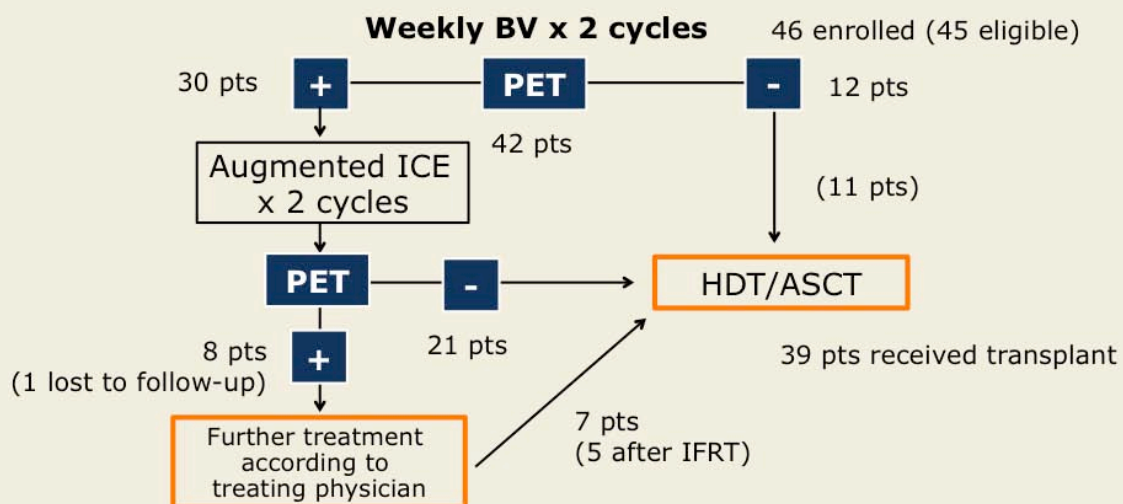 Weekly BV x 2 cycles
46 enrolled (45 eligible)
30 pts
+
PET
-
12 pts
42 pts
Augmented ICE
x 2 cycles
(11 pts)
PET
-
HDT/ASCT
8 pts
(1 lost to follow-up)
+
21 pts
39 pts received transplant
7 pts
(5 after IFRT)
Further treatment
according to
treating physician